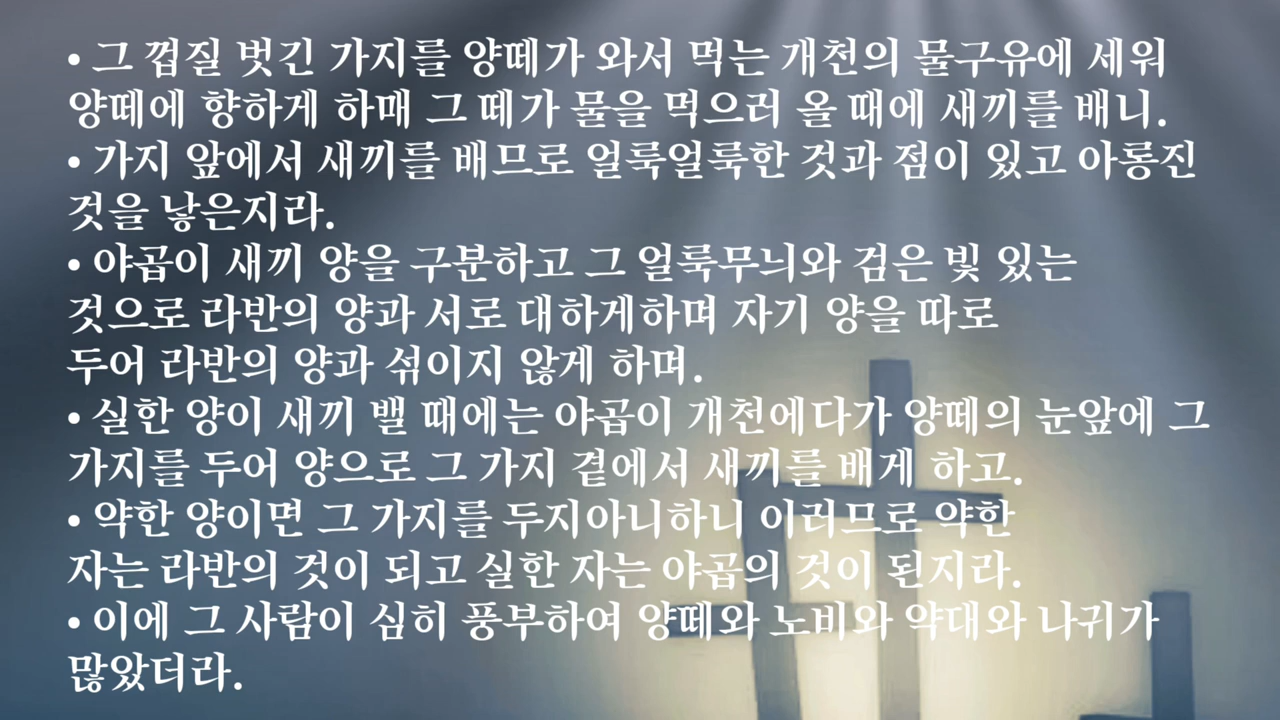 • 그 껍질 벗긴 가지를 양떼가 와서 먹는 개천의 물구유에 세워
양떼에 향하게 하매 그 떼가 물을 먹으러 올 때에 새끼를 배니.
• 가지 앞에서 새끼를 배므로 얼룩얼룩한 것과 점이 있고 아롱진
것을 낳은지라.
• 야곱이 새끼 양을 구분하고 그 얼룩무늬와 검은 빛 있는
것으로 라반의 양과 서로 대하게하며 자기 양을 따로
두어 라반의 양과 섞이지 않게 하며.
• 실한 양이 새끼 밸 때에는 야곱이 개천에다가 양떼의 눈앞에 그
가지를 두어 양으로 그 가지 곁에서 새끼를 배게 하고.
• 약한 양이면 그 가지를 두지아니하니 이러므로 약한
자는 라반의 것이 되고 실한 자는 야곱의 것이 된지라.
• 이에 그 사람이 심히 풍부하여 양떼와 노비와 약대와 나귀가
많았더라.